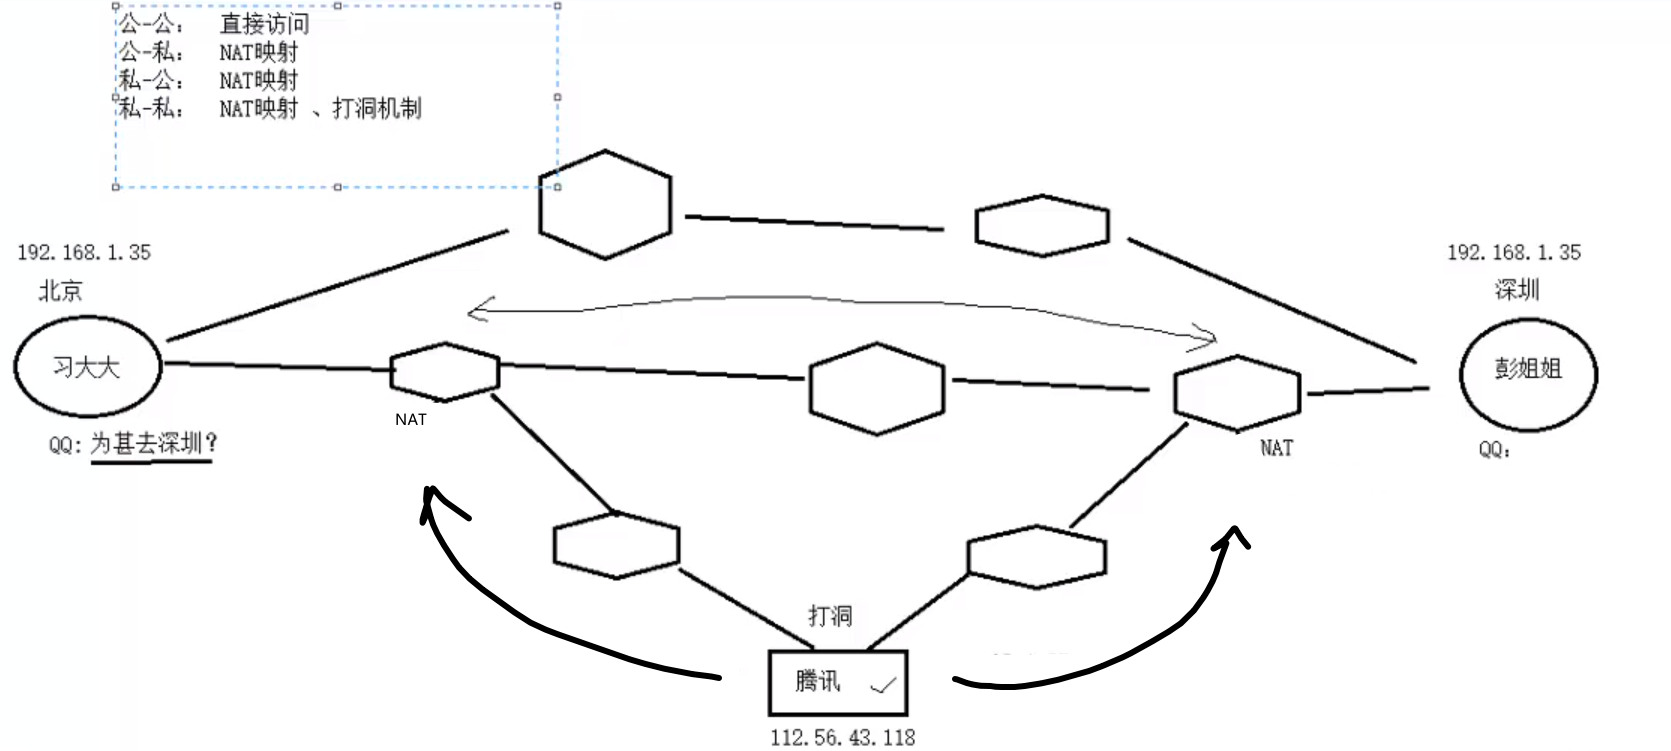 公-公： 直接访问
公-私： NAT映射
私-公： NAT映射
私-私： NAT映射 、打洞机制
192.168.1.35
北京
习大大
QQ: 为甚去深圳?
NAT
192.168.1.35
深圳
彭姐姐
QQ：
NAT
打洞
腾讯
112.56.43.118